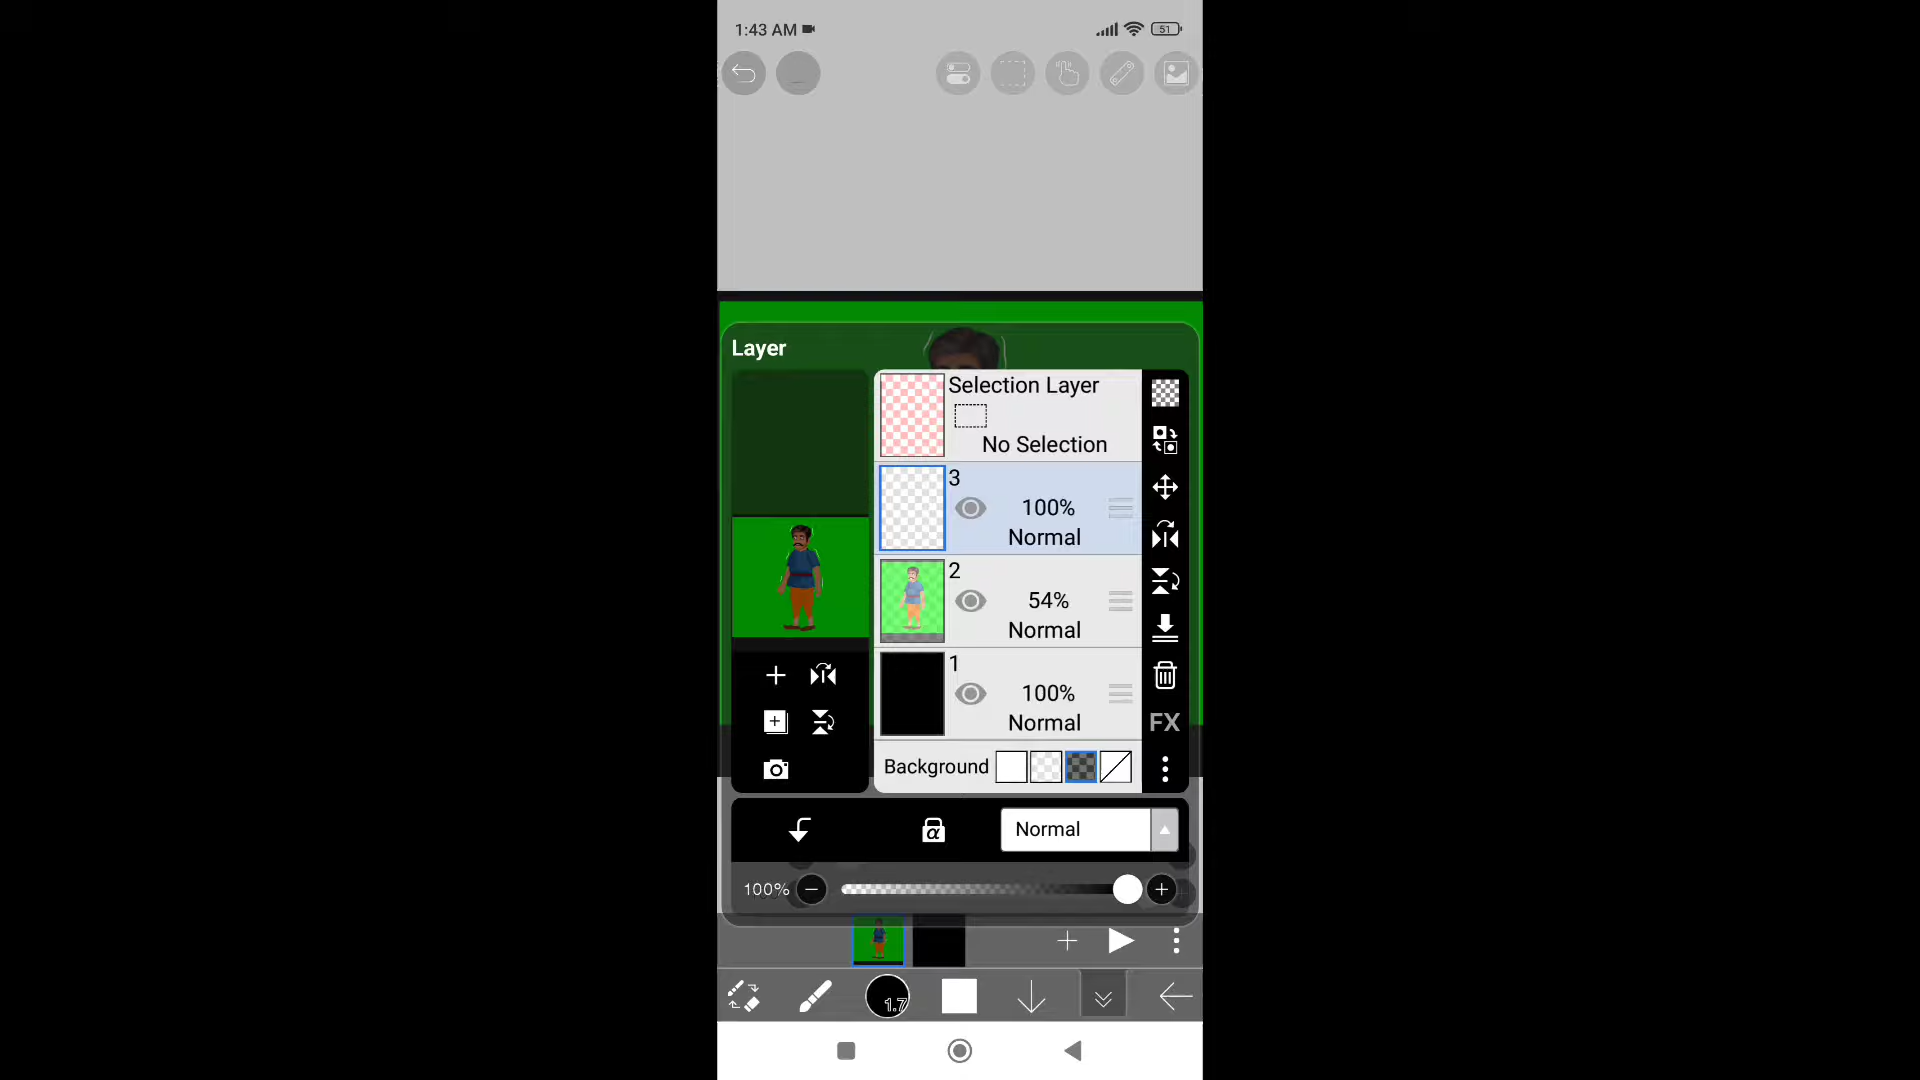 1:43 AM
51
Layer
Selection Layer
No Selection
3
100%
Normal
2
54%
Normal
1
100%
Normal
FX
Background
α
Normal
100%
1.7